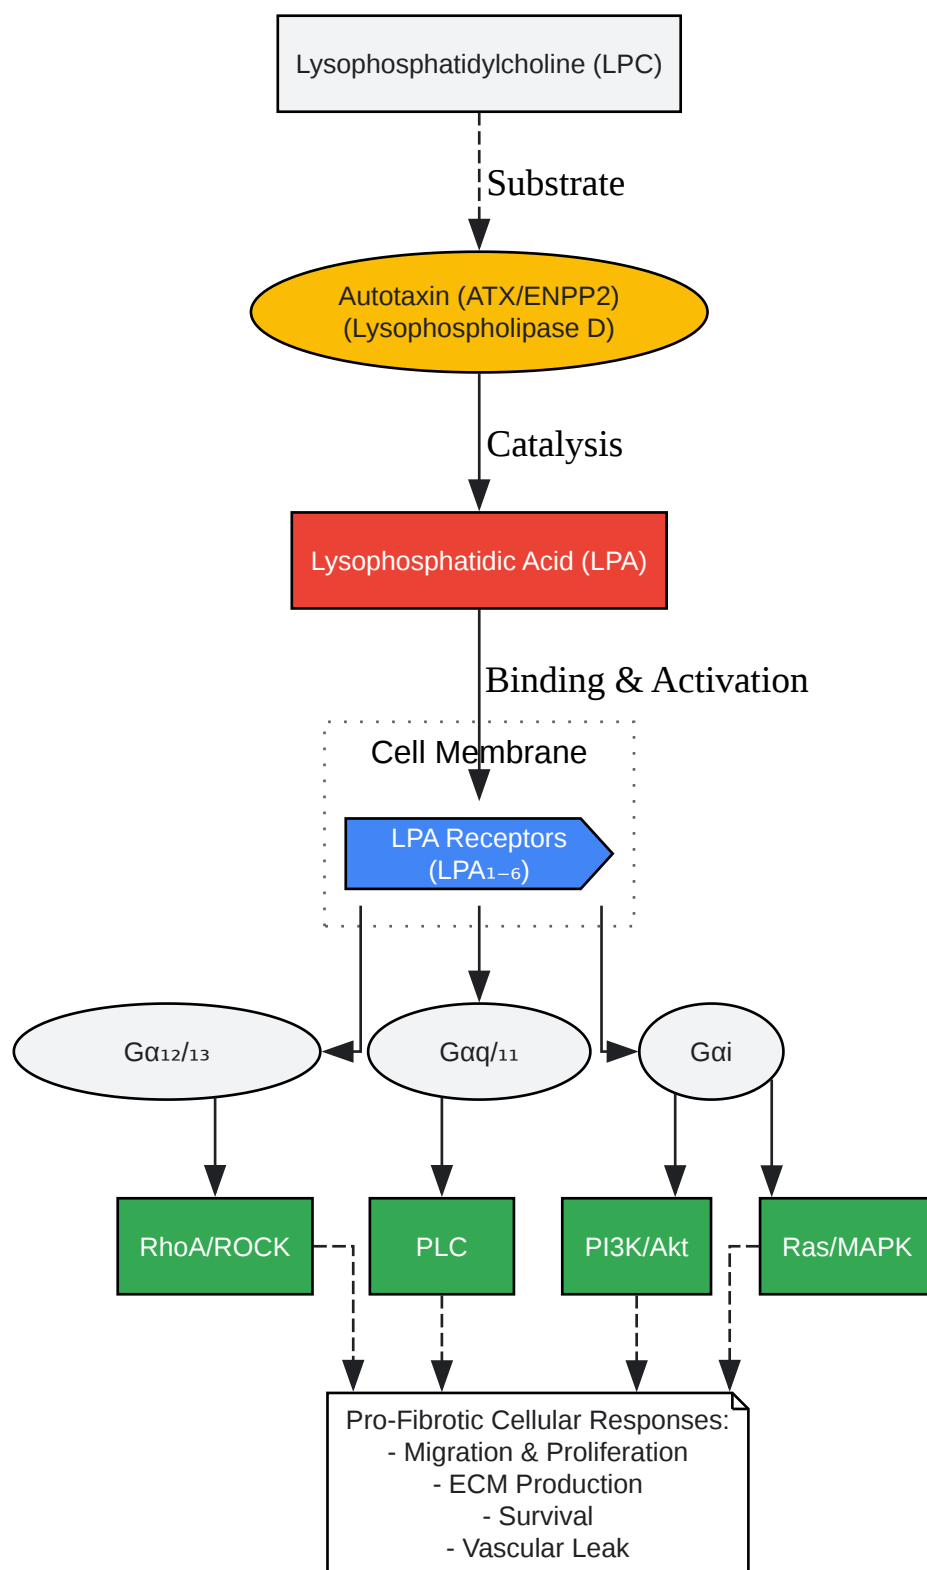 Lysophosphatidylcholine (LPC)
Substrate
Autotaxin (ATX/ENPP2)
(Lysophospholipase D)
Catalysis
Lysophosphatidic Acid (LPA)
Binding & Activation
Cell Membrane
LPA Receptors
(LPA₁₋₆)
Gα₁₂/₁₃
Gαq/₁₁
Gαi
RhoA/ROCK
PLC
PI3K/Akt
Ras/MAPK
Pro-Fibrotic Cellular Responses:
- Migration & Proliferation
- ECM Production
- Survival
- Vascular Leak